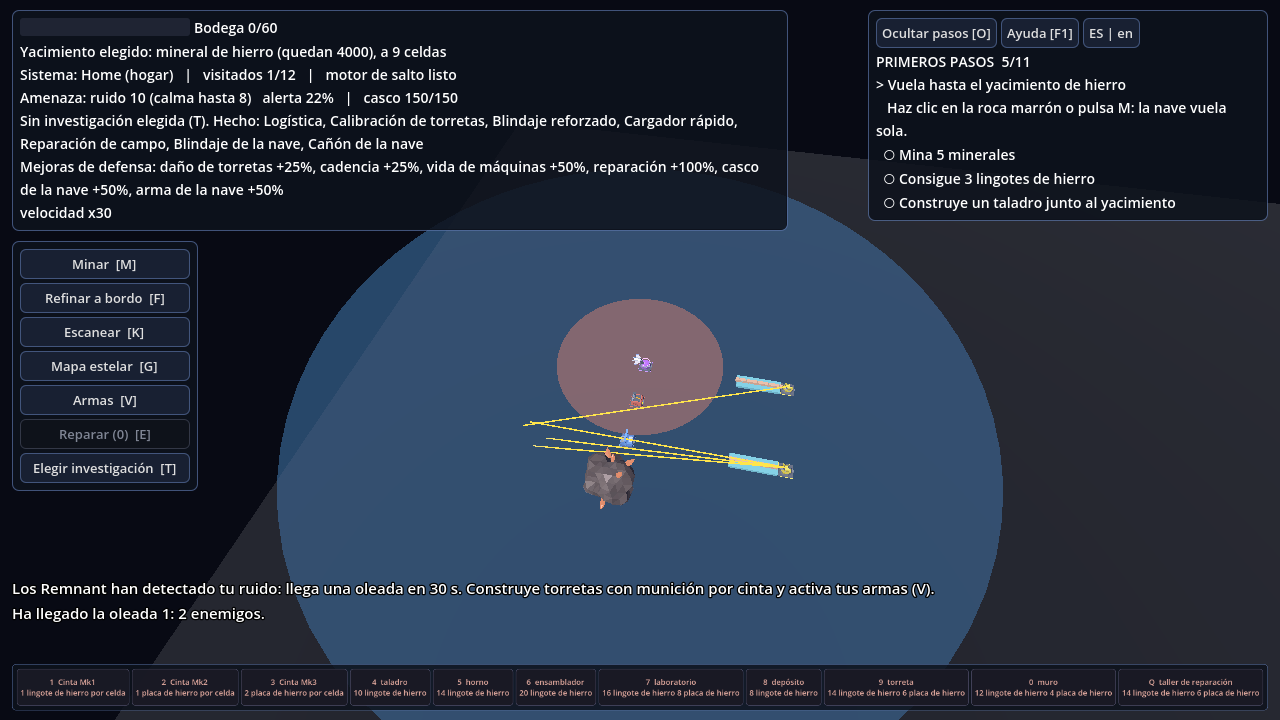 Bodega 0/60
Yacimiento elegido: mineral de hierro (quedan 4000), a 9 celdas
Sistema: Home (hogar)   |   visitados 1/12   |   motor de salto listo
Amenaza: ruido 10 (calma hasta 8)   alerta 22%   |   casco 150/150
Sin investigación elegida (T). Hecho: Logística, Calibración de torretas, Blindaje reforzado, Cargador rápido,
Reparación de campo, Blindaje de la nave, Cañón de la nave
Mejoras de defensa: daño de torretas +25%, cadencia +25%, vida de máquinas +50%, reparación +100%, casco
de la nave +50%, arma de la nave +50%
velocidad x30
Ocultar pasos [O]   Ayuda [F1]   ES | en
PRIMEROS PASOS  5/11
> Vuela hasta el yacimiento de hierro
Haz clic en la roca marrón o pulsa M: la nave vuela
sola.
○ Mina 5 minerales
○ Consigue 3 lingotes de hierro
○ Construye un taladro junto al yacimiento
Minar  [M]
Refinar a bordo  [F]
Escanear  [K]
Mapa estelar  [G]
Armas  [V]
Reparar (0)  [E]
Elegir investigación  [T]
Los Remnant han detectado tu ruido: llega una oleada en 30 s. Construye torretas con munición por cinta y activa tus armas (V).
Ha llegado la oleada 1: 2 enemigos.
1  Cinta Mk1
1 lingote de hierro por celda
2  Cinta Mk2
1 placa de hierro por celda
3  Cinta Mk3
2 placa de hierro por celda
4  taladro
10 lingote de hierro
5  horno
14 lingote de hierro
6  ensamblador
20 lingote de hierro
7  laboratorio
16 lingote de hierro 8 placa de hierro
8  depósito
8 lingote de hierro
9  torreta
14 lingote de hierro 6 placa de hierro
0  muro
12 lingote de hierro 4 placa de hierro
Q  taller de reparación
14 lingote de hierro 6 placa de hierro